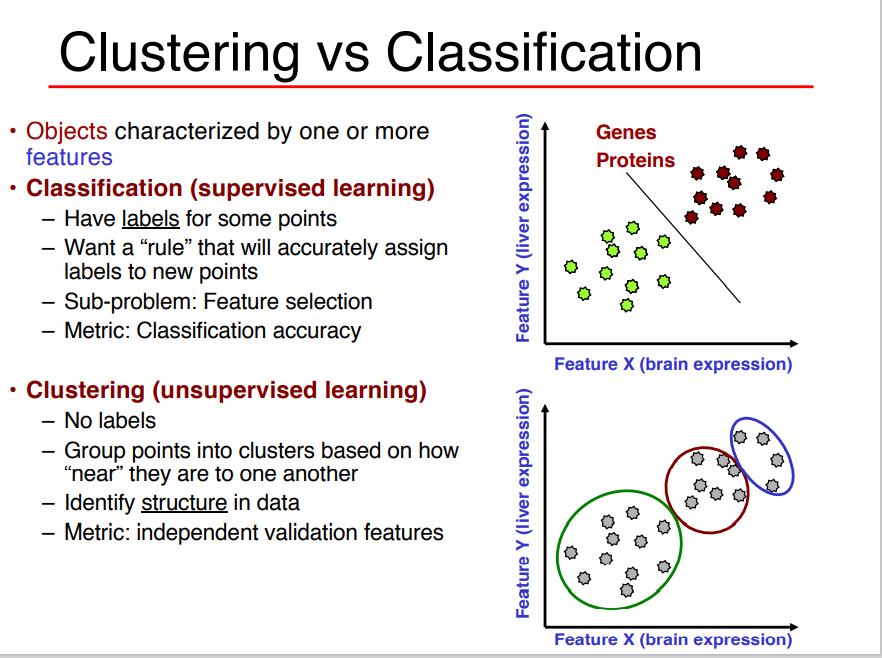 Clustering vs Classification
• Objects characterized by one or more
features
• Classification (supervised learning)
– Have labels for some points
– Want a “rule” that will accurately assign
labels to new points
– Sub-problem: Feature selection
– Metric: Classification accuracy
• Clustering (unsupervised learning)
– No labels
– Group points into clusters based on how
“near” they are to one another
– Identify structure in data
– Metric: independent validation features
Genes
Proteins
Feature Y (liver expression)
Feature X (brain expression)
Feature Y (liver expression)
Feature X (brain expression)